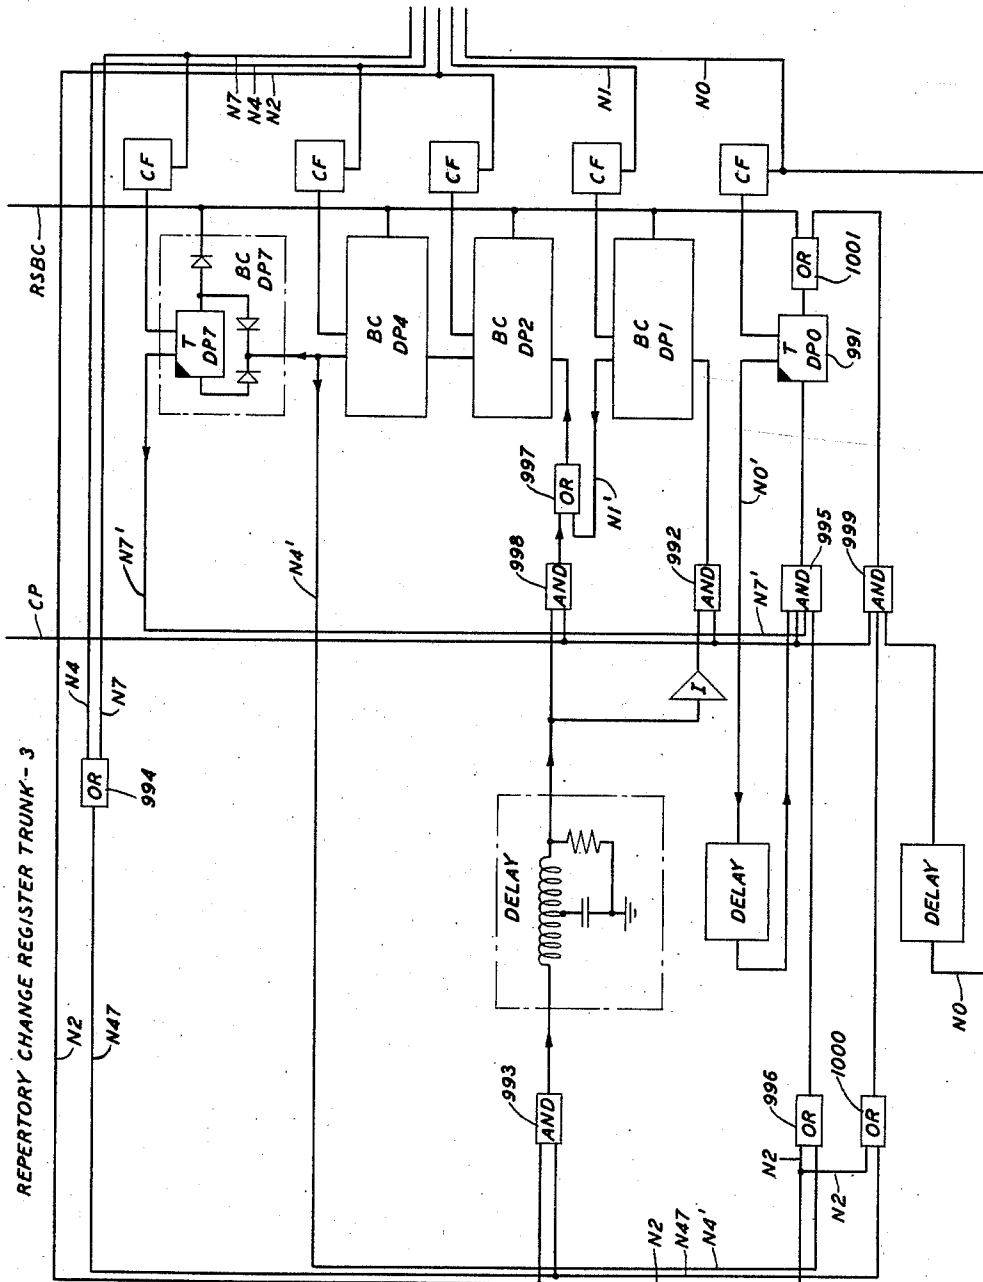 REPERTORY CHANGE REGISTER TRUNK-3
N7
N4
N2
N1
N0
CF
CF
CF
CF
CF
RSBC
T
DP7
BC
DP7
BC
DP4
BC
DP2
BC
DP1
OR
1001
T
DP0
991
997
OR
N1'
N0'
N7'
N4'
998
AND
992
AND
N7'
AND
995
AND
999
CP
I
N4
N7
OR
994
DELAY
DELAY
DELAY
N0
N2
N47
993
AND
996
OR
1000
OR
N2
N2
N2
N47
N4'